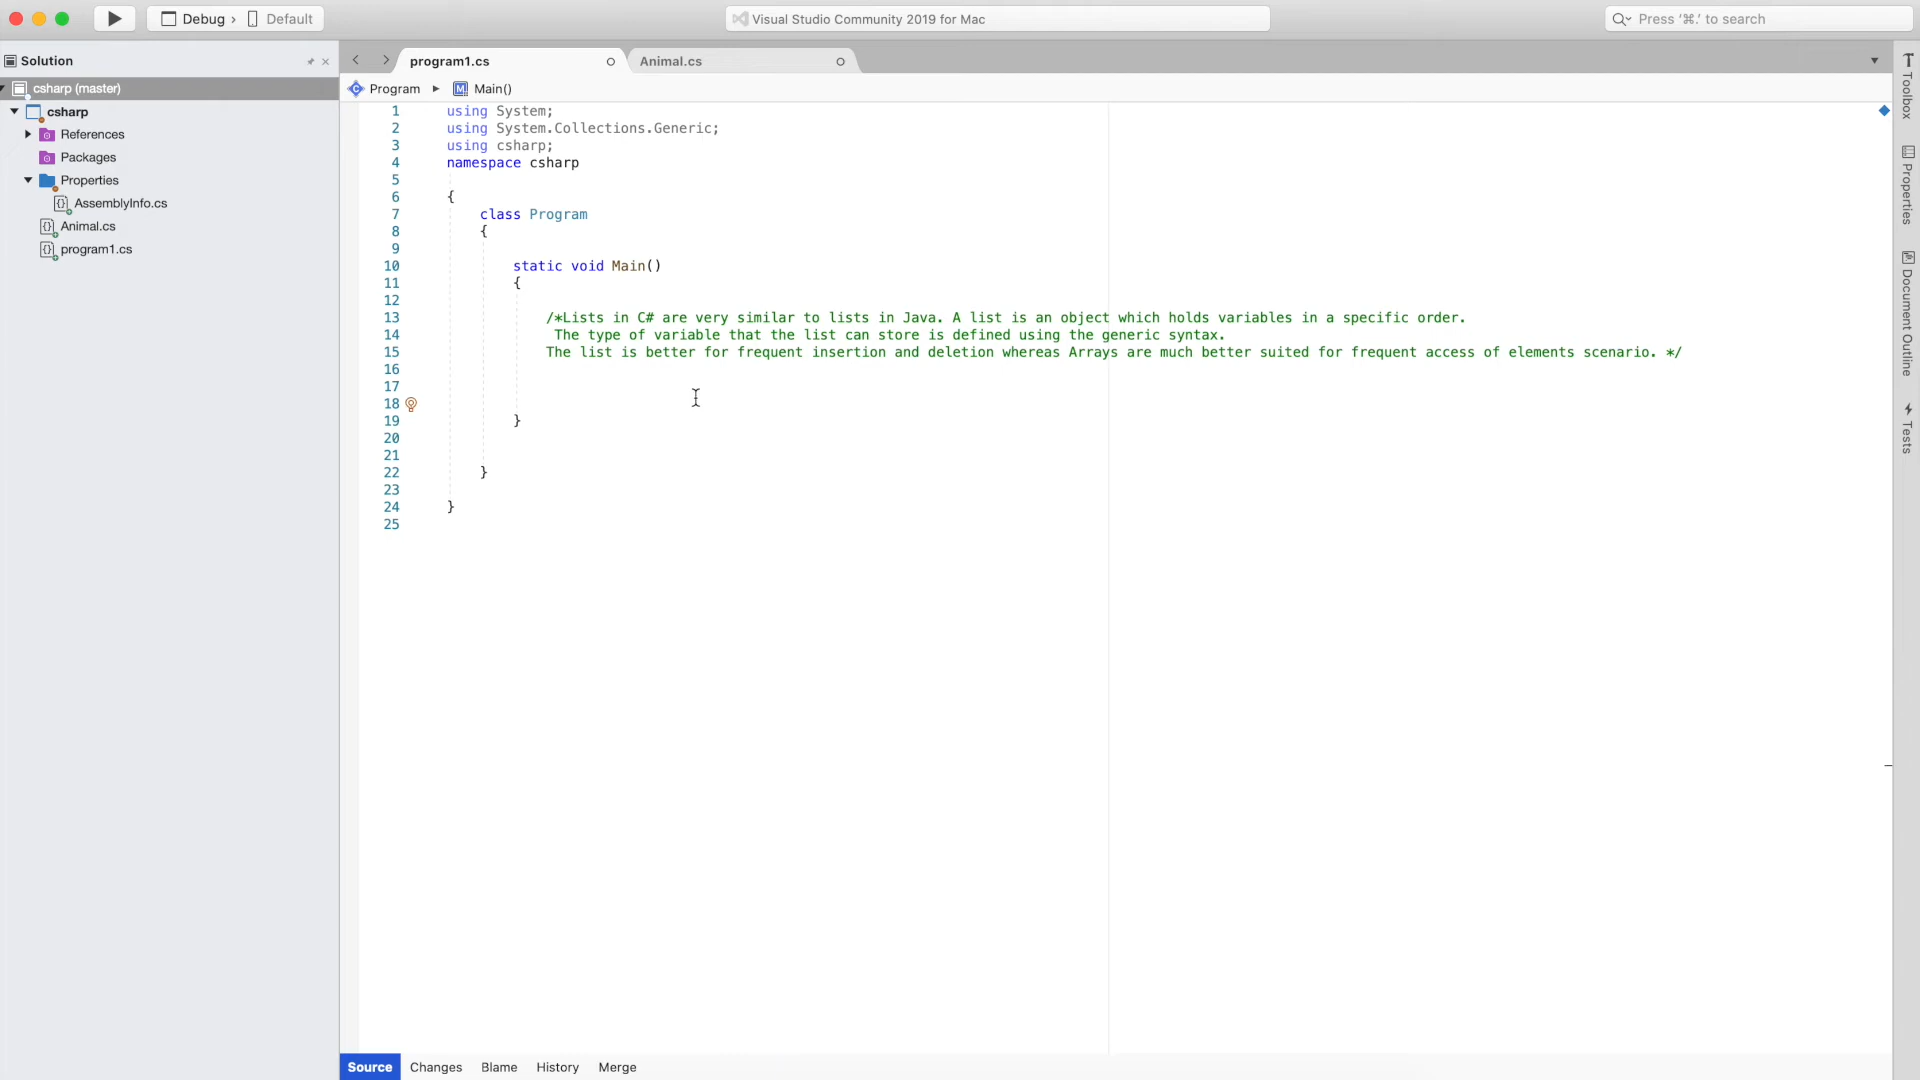 Debug › Default
Visual Studio Community 2019 for Mac
Press '⌘.' to search
Solution
csharp (master)
csharp
References
Packages
Properties
AssemblyInfo.cs
Animal.cs
program1.cs
program1.cs
Animal.cs
Program ▸ M Main()
1 using System;
2 using System.Collections.Generic;
3 using csharp;
4 namespace csharp
5
6 {
7 class Program
8 {
9
10 static void Main()
11 {
12
13 /*Lists in C# are very similar to lists in Java. A list is an object which holds variables in a specific order.
14 The type of variable that the list can store is defined using the generic syntax.
15 The list is better for frequent insertion and deletion whereas Arrays are much better suited for frequent access of elements scenario. */
16
17
18
19 }
20
21
22 }
23
24 }
25
Toolbox
Properties
Document Outline
Tests
Source Changes Blame History Merge